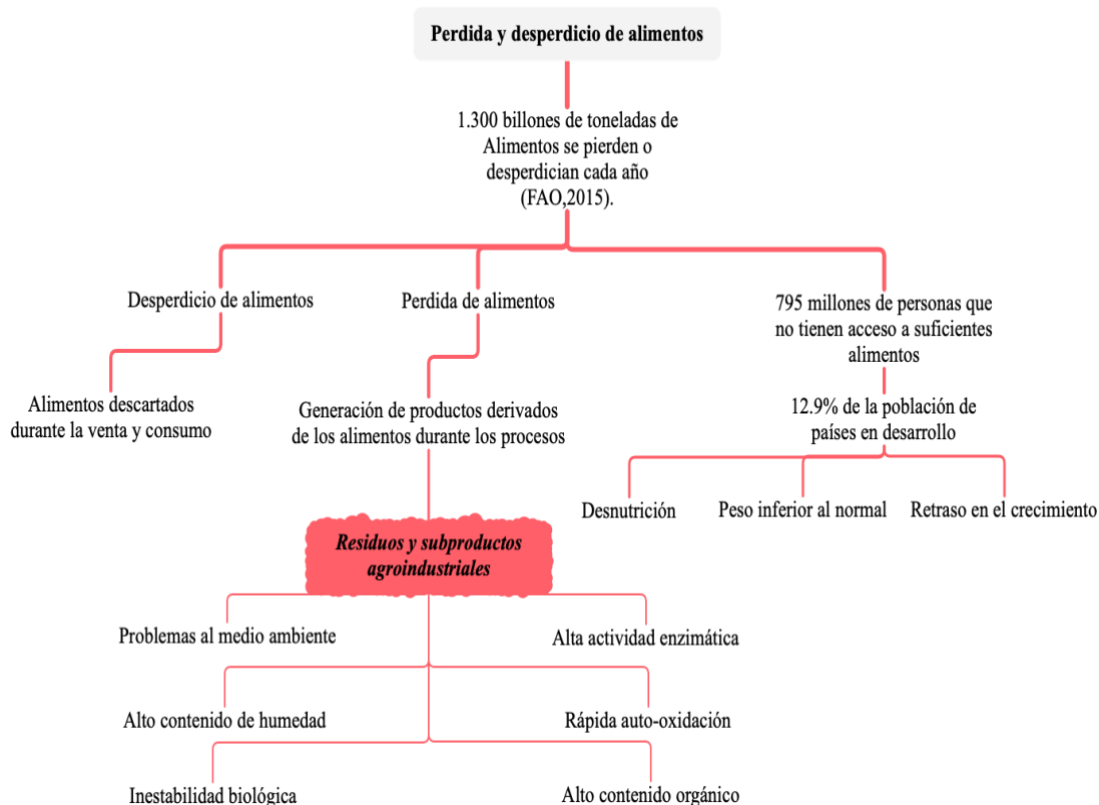 Perdida y desperdicio de alimentos
1.300 billones de toneladas de
Alimentos se pierden o
desperdician cada año
(FAO,2015).
Desperdicio de alimentos
Perdida de alimentos
795 millones de personas que
no tienen acceso a suficientes
alimentos
Alimentos descartados
durante la venta y consumo
Generación de productos derivados
de los alimentos durante los procesos
12.9% de la población de
países en desarrollo
Desnutrición
Peso inferior al normal
Retraso en el crecimiento
Residuos y subproductos
agroindustriales
Problemas al medio ambiente
Alta actividad enzimática
Alto contenido de humedad
Rápida auto-oxidación
Inestabilidad biológica
Alto contenido orgánico